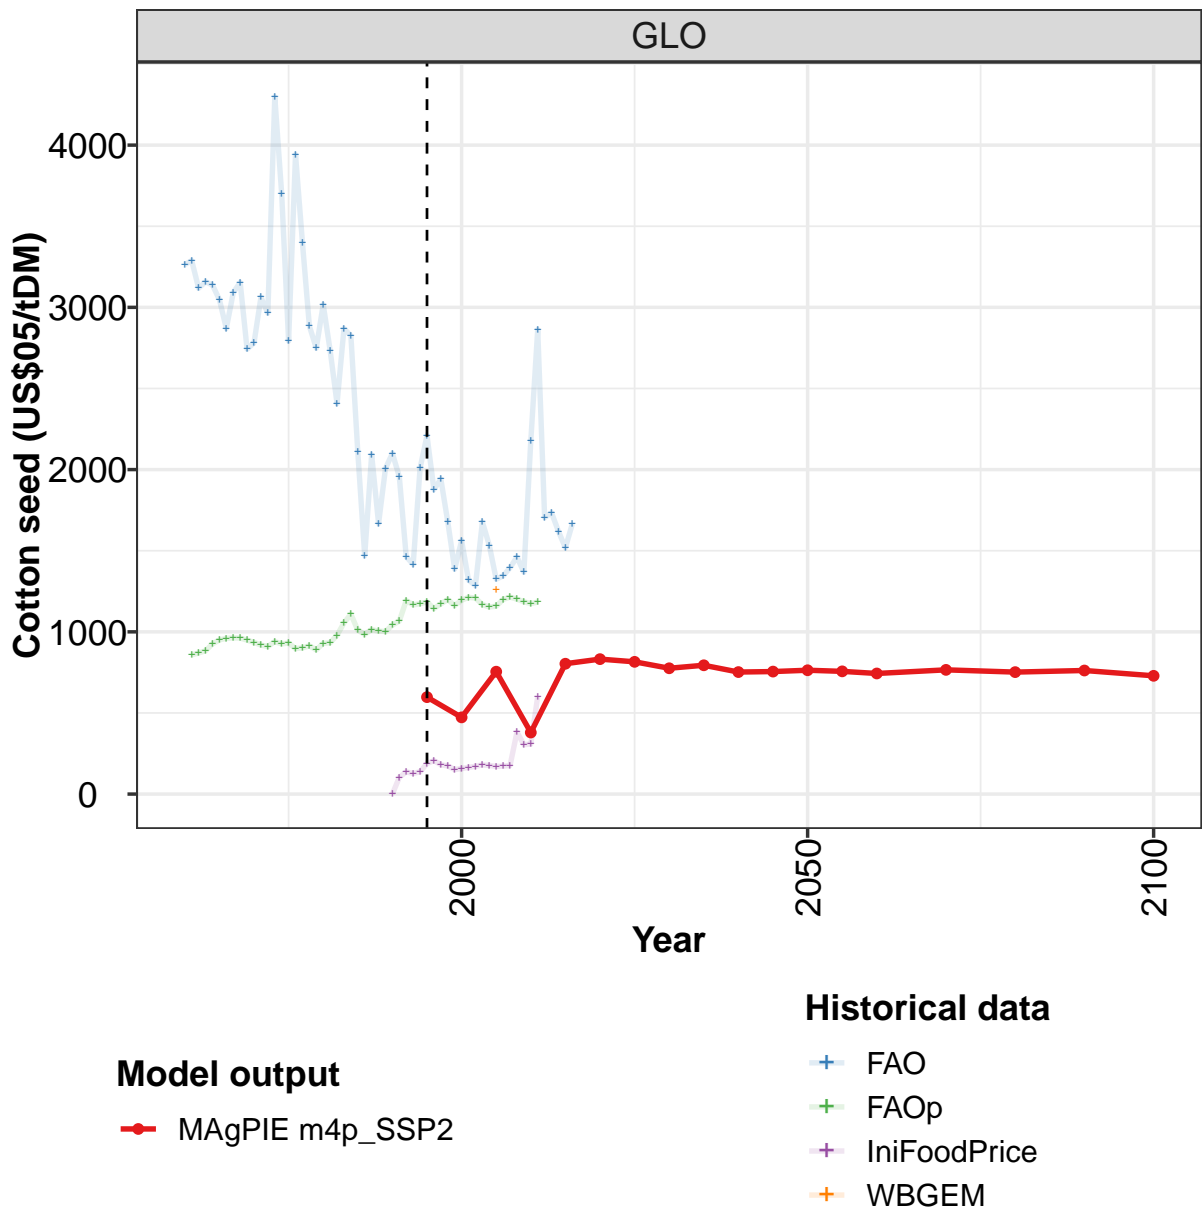 GLO
Cotton seed (US$05/tDM)
4000
3000
2000
1000
0
2000
2050
2100
Year
Model output
MAgPIE m4p_SSP2
Historical data
FAO
FAOp
IniFoodPrice
WBGEM